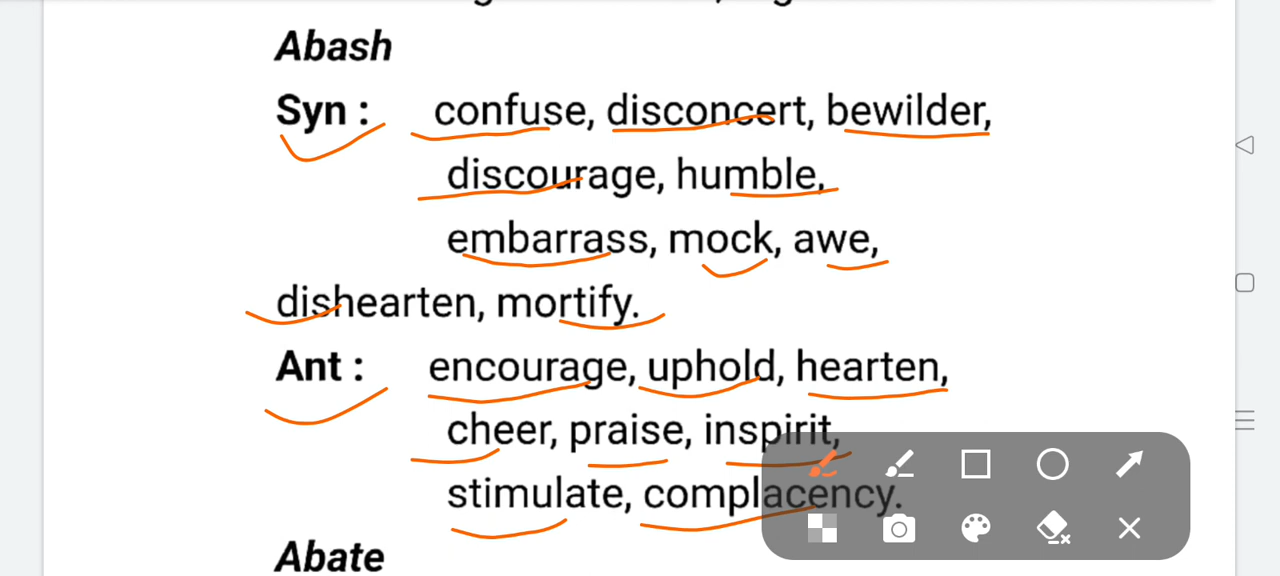 Abash
Syn : confuse, disconcert, bewilder,
discourage, humble,
embarrass, mock, awe,
dishearten, mortify.
Ant : encourage, uphold, hearten,
cheer, praise, inspirit,
stimulate, complacency.
Abate